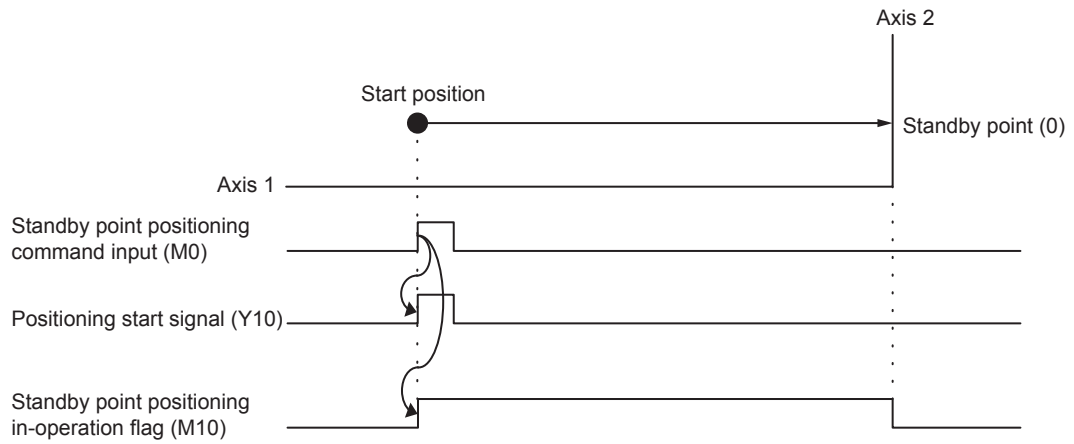 Axis 2
Start position
Standby point (0)
Axis 1
Standby point positioning
command input (M0)
Positioning start signal (Y10)
Standby point positioning
in-operation flag (M10)